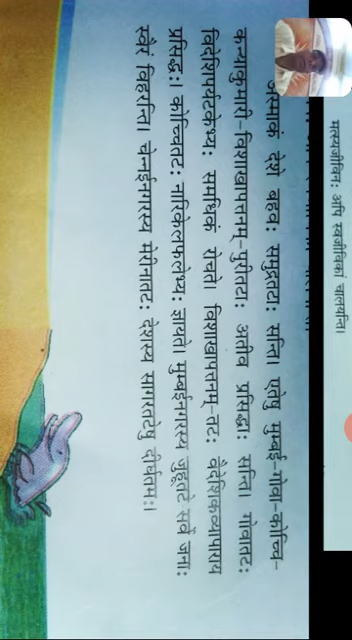 मत्स्यजीविनः अपि स्वजीविकां चालयन्ति।
अस्माकं देशे बहवः समुद्रतटाः सन्ति। एतेषु मुम्बई-गोवा-कोच्चि-
कन्याकुमारी-विशाखापत्तनम्-पुरीतटाः अतीव प्रसिद्धाः सन्ति। गोवातटः
विदेशिपर्यटकेभ्यः समधिकं रोचते। विशाखापत्तनम्-तटः वैदेशिकव्यापाराय
प्रसिद्धः। कोच्चितटः नारिकेलफलेभ्यः ज्ञायते। मुम्बईनगरस्य जुहूतटे सर्वे जनाः
स्वैरं विहरन्ति। चेन्नईनगरस्य मेरीनातटः देशस्य सागरतटेषु दीर्घतमः।